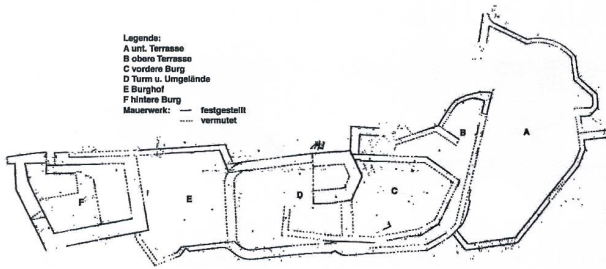 Legende:
A unt. Terrasse
B obere Terrasse
C vordere Burg
D Turm u. Umgelände
E Burghof
F hintere Burg
Mauerwerk: — festgestellt
┄┄ vermutet
A
B
C
D
E
F